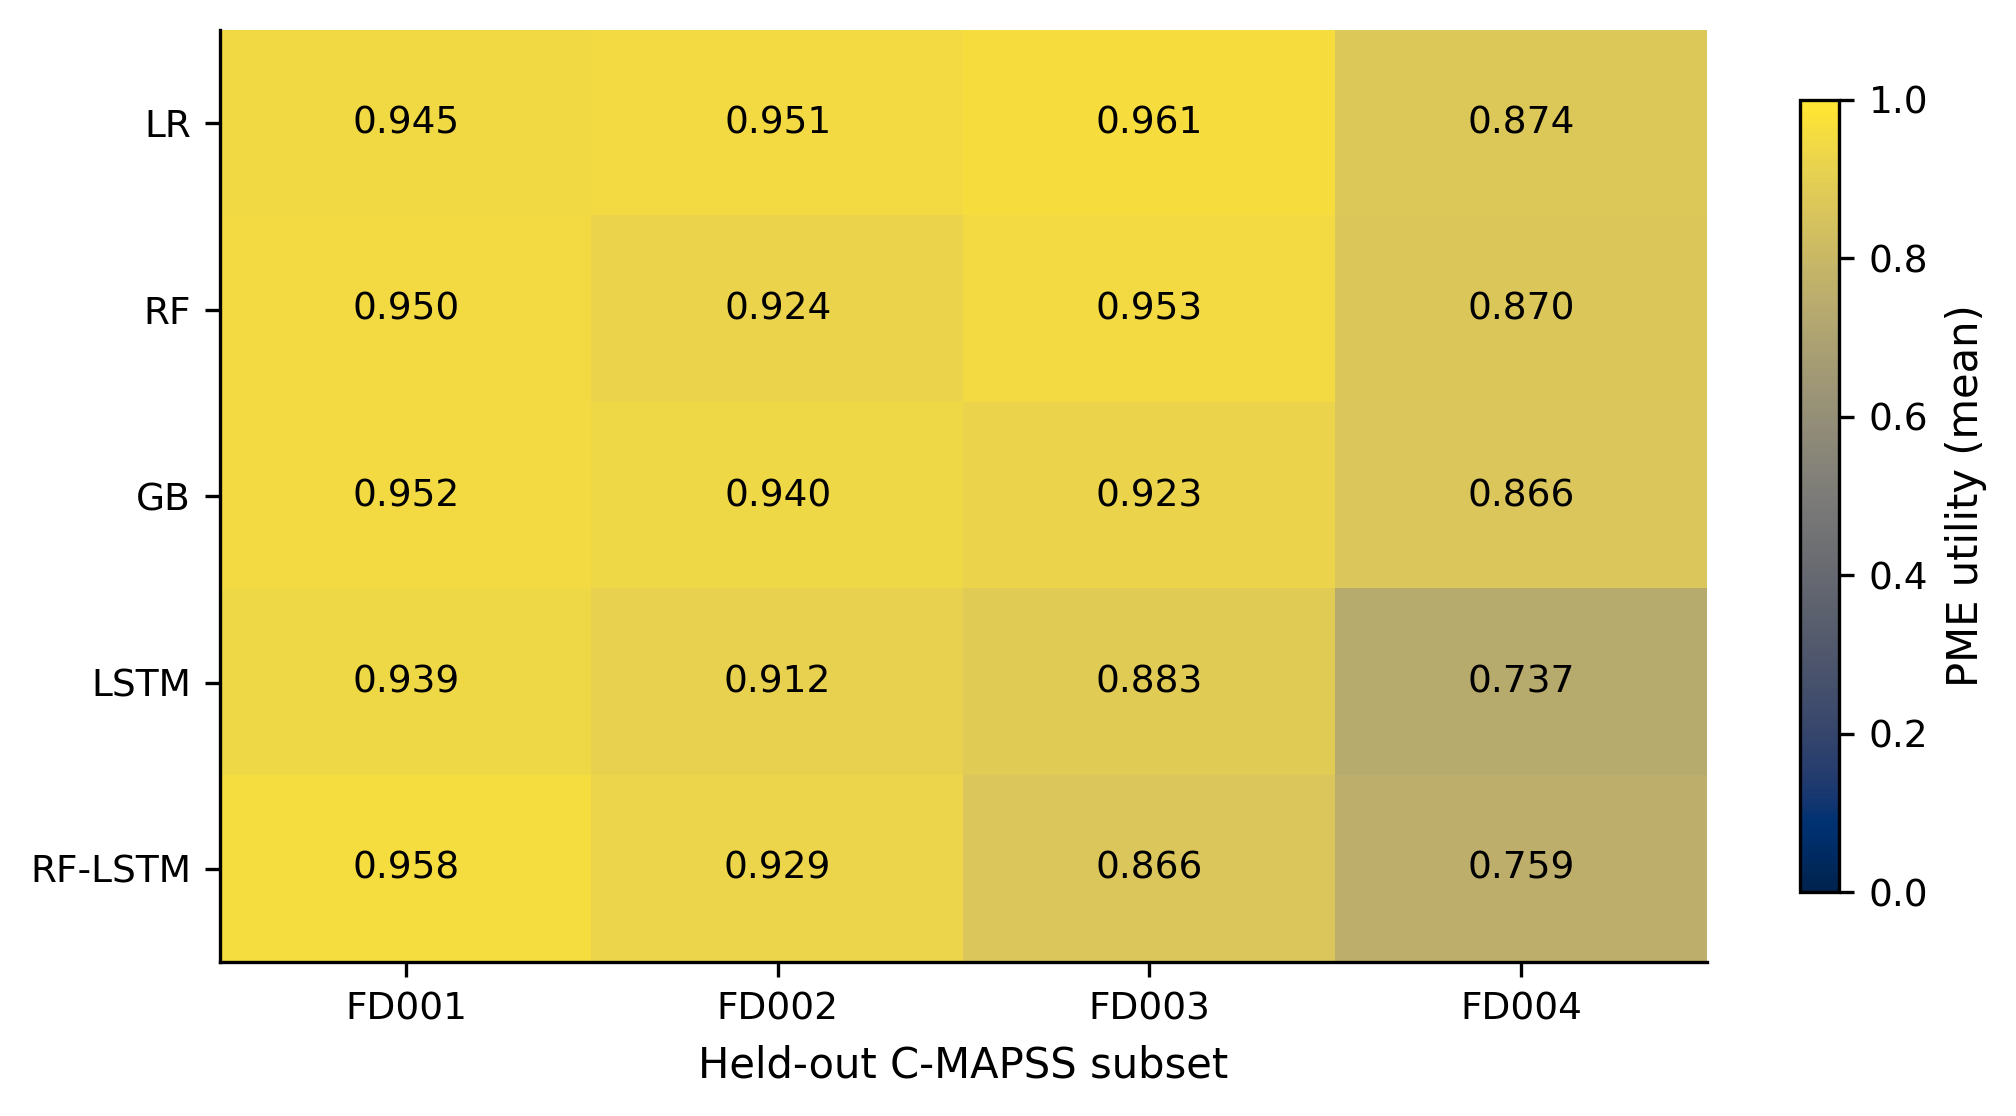 LR 0.945 0.951 0.961 0.874
RF 0.950 0.924 0.953 0.870
GB 0.952 0.940 0.923 0.866
LSTM 0.939 0.912 0.883 0.737
RF-LSTM 0.958 0.929 0.866 0.759
FD001 FD002 FD003 FD004
Held-out C-MAPSS subset
1.0
0.8
0.6
0.4
0.2
0.0
PME utility (mean)